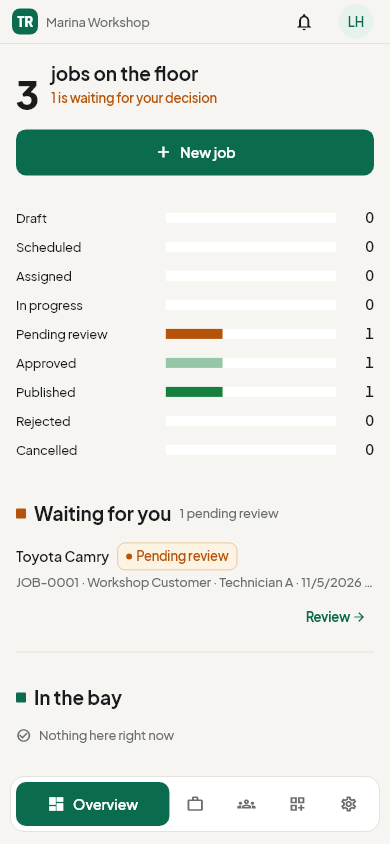 TR Marina Workshop LH
3 jobs on the floor
1 is waiting for your decision
+ New job
Draft 0
Scheduled 0
Assigned 0
In progress 0
Pending review 1
Approved 1
Published 1
Rejected 0
Cancelled 0
Waiting for you 1 pending review
Toyota Camry Pending review
JOB-0001 · Workshop Customer · Technician A · 11/5/2026 ...
Review →
In the bay
Nothing here right now
Overview